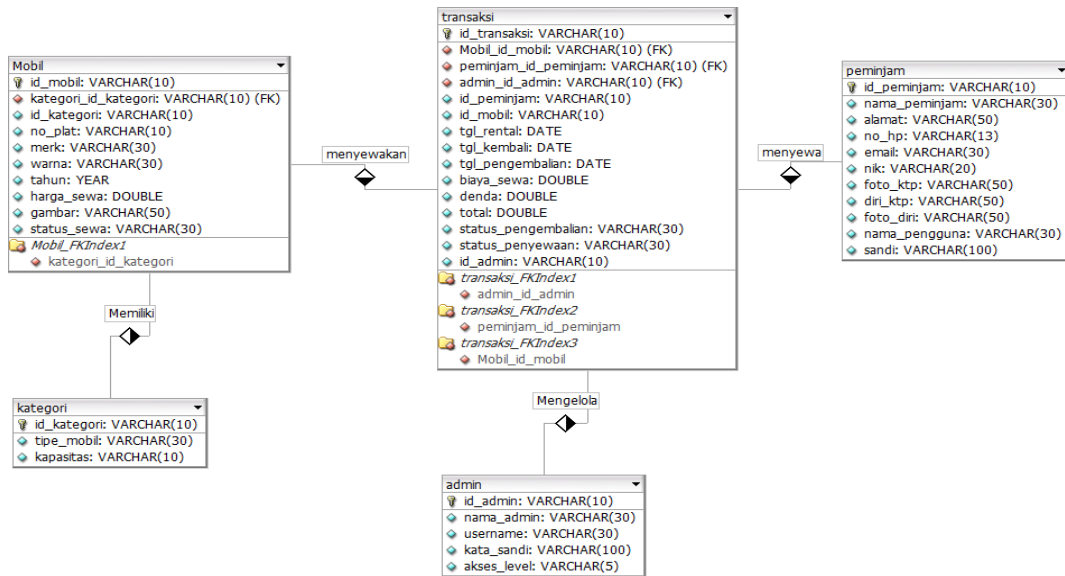 Mobil
id_mobil: VARCHAR(10)
kategori_id_kategori: VARCHAR(10) (FK)
id_kategori: VARCHAR(10)
no_plat: VARCHAR(10)
merk: VARCHAR(30)
warna: VARCHAR(30)
tahun: YEAR
harga_sewa: DOUBLE
gambar: VARCHAR(50)
status_sewa: VARCHAR(30)
Mobil_FKIndex1
kategori_id_kategori
Memiliki
kategori
id_kategori: VARCHAR(10)
tipe_mobil: VARCHAR(30)
kapasitas: VARCHAR(10)
menyewakan
transaksi
id_transaksi: VARCHAR(10)
Mobil_id_mobil: VARCHAR(10) (FK)
peminjam_id_peminjam: VARCHAR(10) (FK)
admin_id_admin: VARCHAR(10) (FK)
id_peminjam: VARCHAR(10)
id_mobil: VARCHAR(10)
tgl_rental: DATE
tgl_kembali: DATE
tgl_pengembalian: DATE
biaya_sewa: DOUBLE
denda: DOUBLE
total: DOUBLE
status_pengembalian: VARCHAR(30)
status_penyewaan: VARCHAR(30)
id_admin: VARCHAR(10)
transaksi_FKIndex1
admin_id_admin
transaksi_FKIndex2
peminjam_id_peminjam
transaksi_FKIndex3
Mobil_id_mobil
Mengelola
admin
id_admin: VARCHAR(10)
nama_admin: VARCHAR(30)
username: VARCHAR(30)
kata_sandi: VARCHAR(100)
akses_level: VARCHAR(5)
menyewa
peminjam
id_peminjam: VARCHAR(10)
nama_peminjam: VARCHAR(30)
alamat: VARCHAR(50)
no_hp: VARCHAR(13)
email: VARCHAR(30)
nik: VARCHAR(20)
foto_ktp: VARCHAR(50)
diri_ktp: VARCHAR(50)
foto_diri: VARCHAR(50)
nama_pengguna: VARCHAR(30)
sandi: VARCHAR(100)